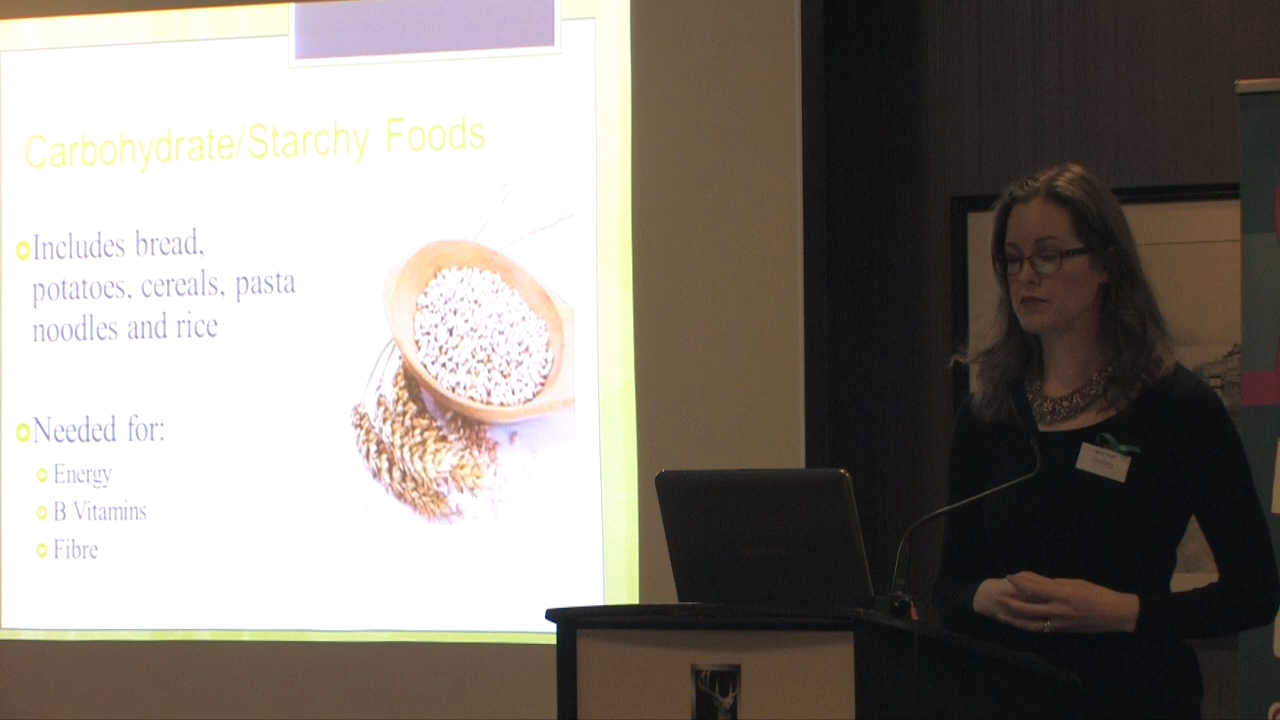 Carbohydrate/Starchy Foods
Includes bread,
potatoes, cereals, pasta
noodles and rice
Needed for:
Energy
B Vitamins
Fibre